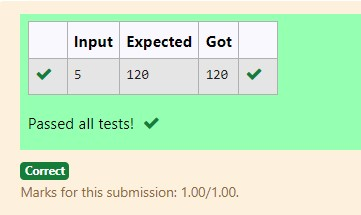 Input Expected Got
5 120 120
Passed all tests!
Correct
Marks for this submission: 1.00/1.00.